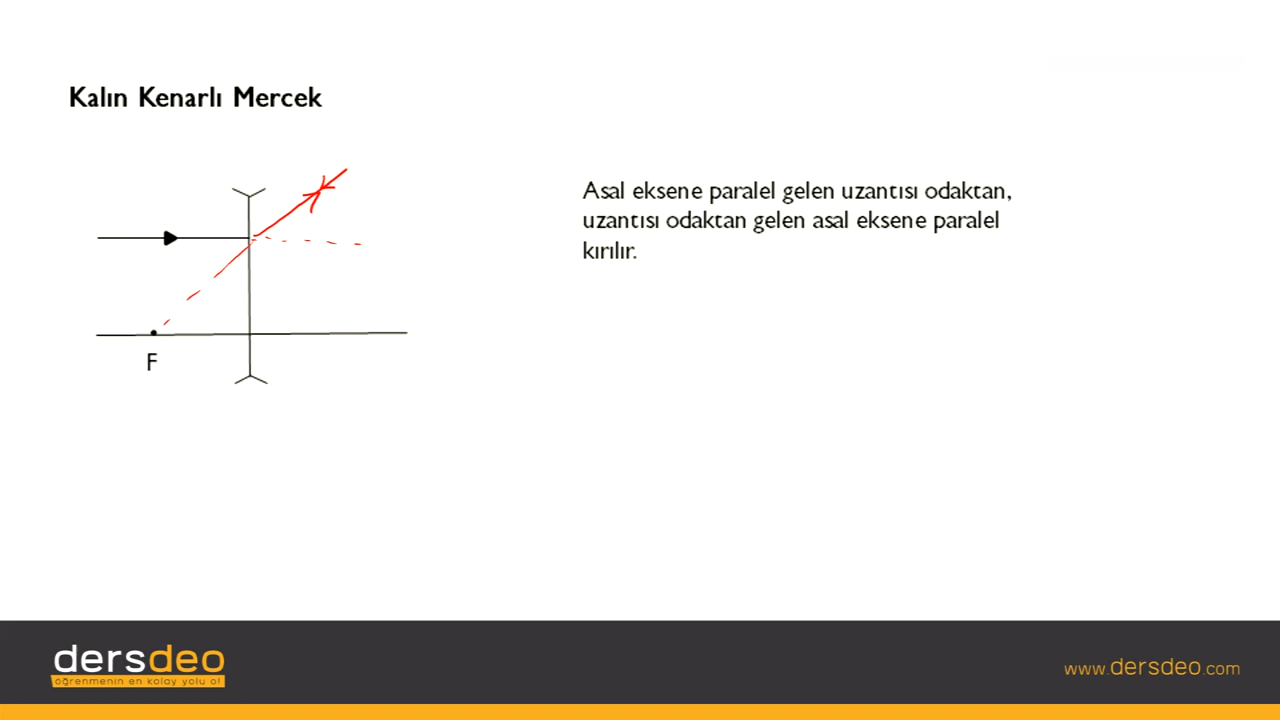 Kalın Kenarlı Mercek
Asal eksene paralel gelen uzantısı odaktan,
uzantısı odaktan gelen asal eksene paralel
kırılır.
F
dersdeo
öğrenmenin en kolay yolu o!
www.dersdeo.com